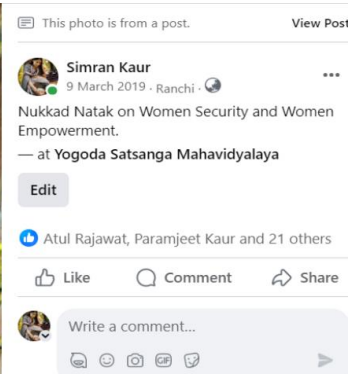 This photo is from a post. View Post
Simran Kaur
9 March 2019 · Ranchi ·
Nukkad Natak on Women Security and Women
Empowerment.
— at Yogoda Satsanga Mahavidyalaya
Edit
Atul Rajawat, Paramjeet Kaur and 21 others
Like Comment Share
Write a comment...
GIF